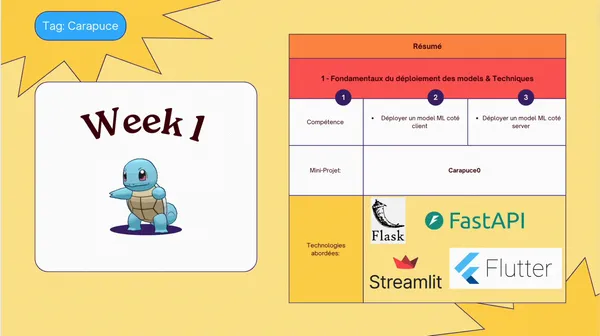 Tag: Carapuce
Week 1
Résumé
1 - Fondamentaux du déploiement des models & Techniques
1
2
3
Compétence
• Déployer un model ML coté
client
• Déployer un model ML coté
server
Mini-Projet:
Carapuce0
Technologies
abordées:
Flask
FastAPI
Streamlit
Flutter